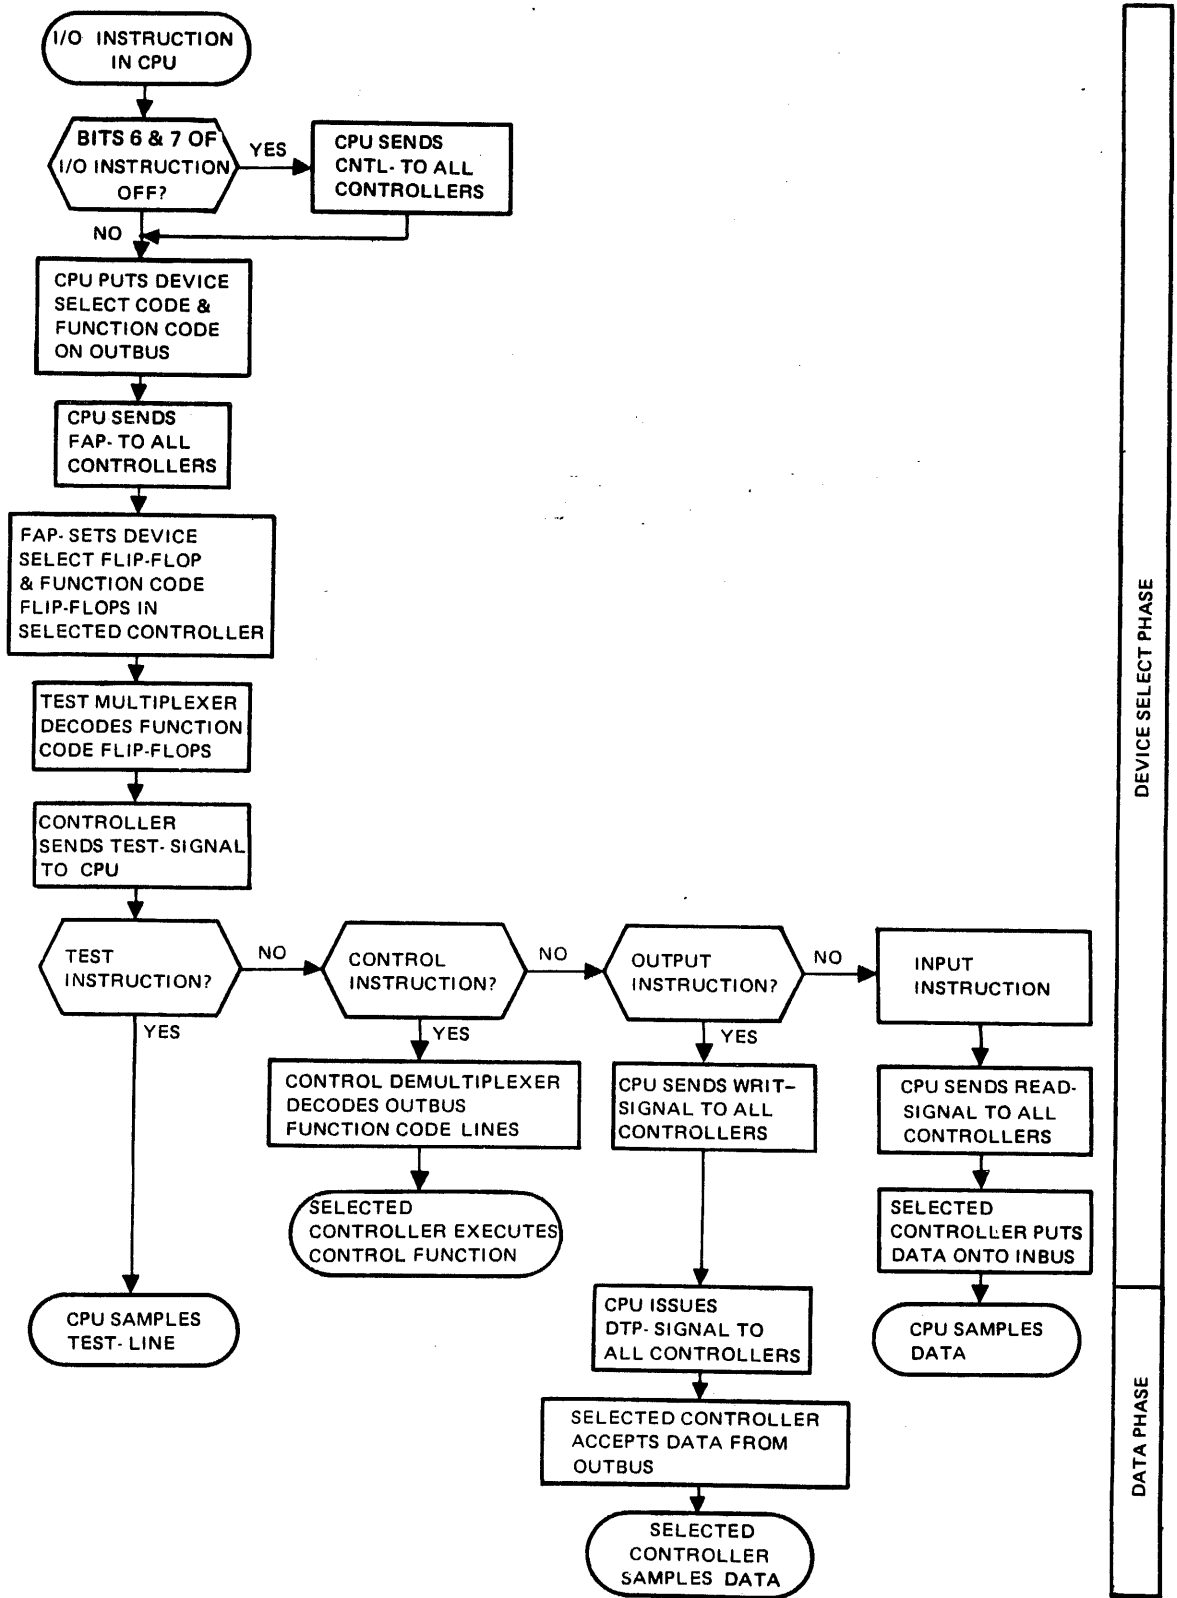 I/O INSTRUCTION
IN CPU
BITS 6 & 7 OF
I/O INSTRUCTION
OFF?
YES
CPU SENDS
CNTL- TO ALL
CONTROLLERS
NO
CPU PUTS DEVICE
SELECT CODE &
FUNCTION CODE
ON OUTBUS
CPU SENDS
FAP- TO ALL
CONTROLLERS
FAP- SETS DEVICE
SELECT FLIP-FLOP
& FUNCTION CODE
FLIP-FLOPS IN
SELECTED CONTROLLER
TEST MULTIPLEXER
DECODES FUNCTION
CODE FLIP-FLOPS
CONTROLLER
SENDS TEST- SIGNAL
TO CPU
TEST
INSTRUCTION?
NO
YES
CPU SAMPLES
TEST- LINE
CONTROL
INSTRUCTION?
NO
YES
CONTROL DEMULTIPLEXER
DECODES OUTBUS
FUNCTION CODE LINES
SELECTED
CONTROLLER EXECUTES
CONTROL FUNCTION
OUTPUT
INSTRUCTION?
NO
YES
CPU SENDS WRIT–
SIGNAL TO ALL
CONTROLLERS
CPU ISSUES
DTP- SIGNAL TO
ALL CONTROLLERS
SELECTED CONTROLLER
ACCEPTS DATA FROM
OUTBUS
SELECTED
CONTROLLER
SAMPLES DATA
INPUT
INSTRUCTION
CPU SENDS READ-
SIGNAL TO ALL
CONTROLLERS
SELECTED
CONTROLLER PUTS
DATA ONTO INBUS
CPU SAMPLES
DATA
DEVICE SELECT PHASE
DATA PHASE